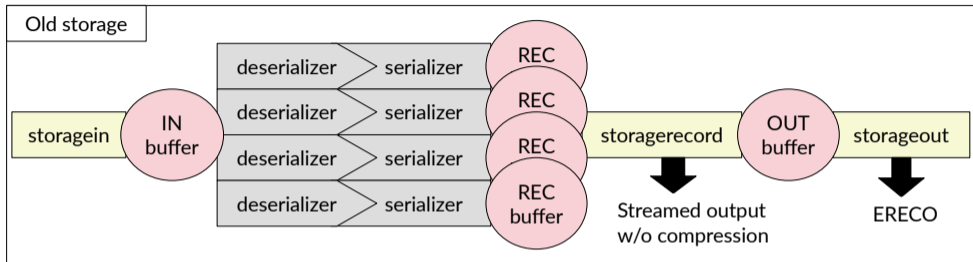 Old storage
storagein
IN
buffer
deserializer
serializer
REC
deserializer
serializer
REC
deserializer
serializer
REC
deserializer
serializer
REC
buffer
storagerecord
OUT
buffer
storageout
Streamed output
w/o compression
ERECO